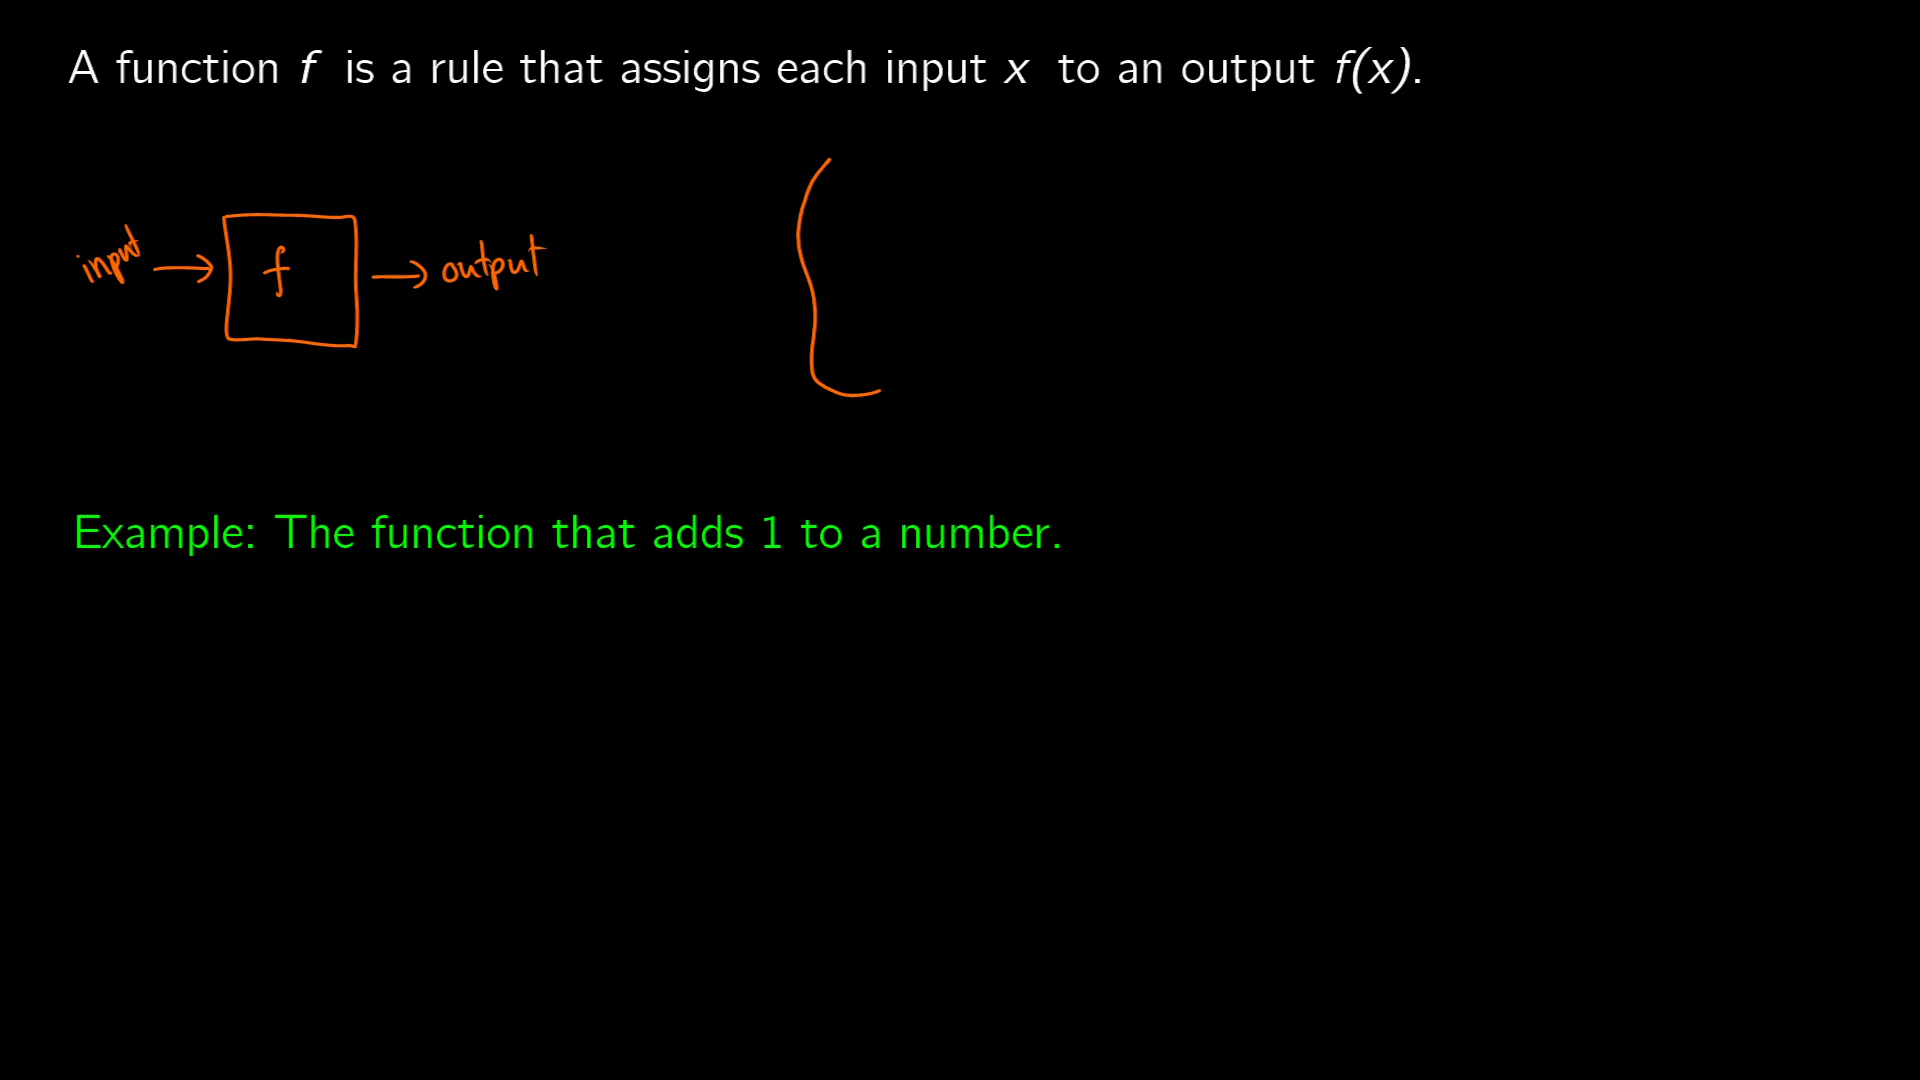 A function f is a rule that assigns each input x to an output f(x).
input → f → output
Example: The function that adds 1 to a number.